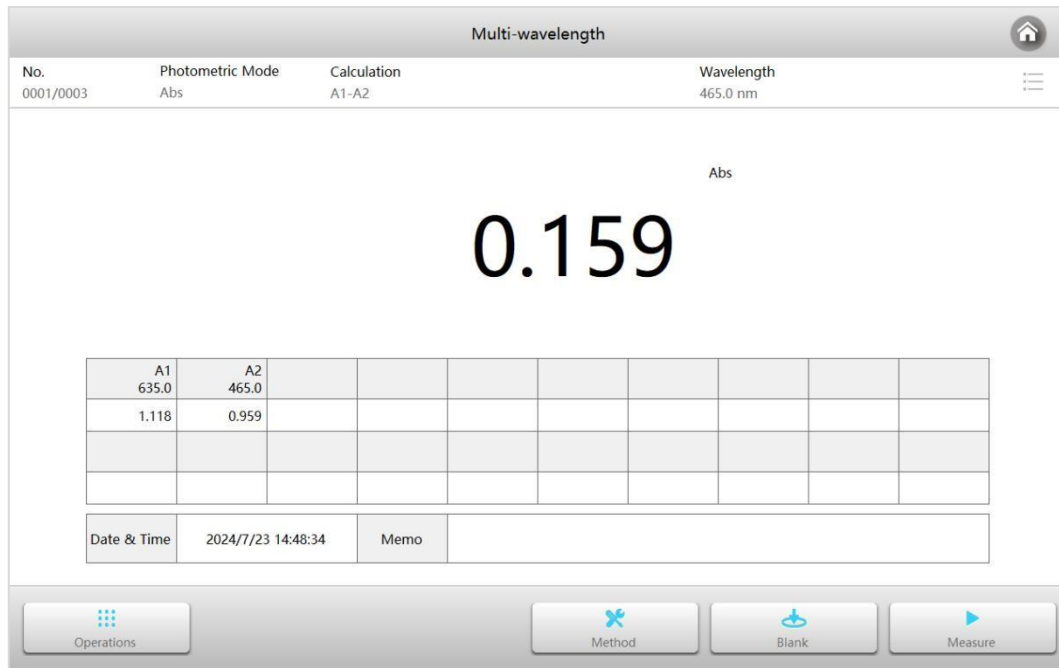 Multi-wavelength
No. Photometric Mode Calculation Wavelength
0001/0003 Abs A1-A2 465.0 nm
Abs
0.159
A1 A2
635.0 465.0
1.118 0.959
Date & Time 2024/7/23 14:48:34 Memo
Operations Method Blank Measure